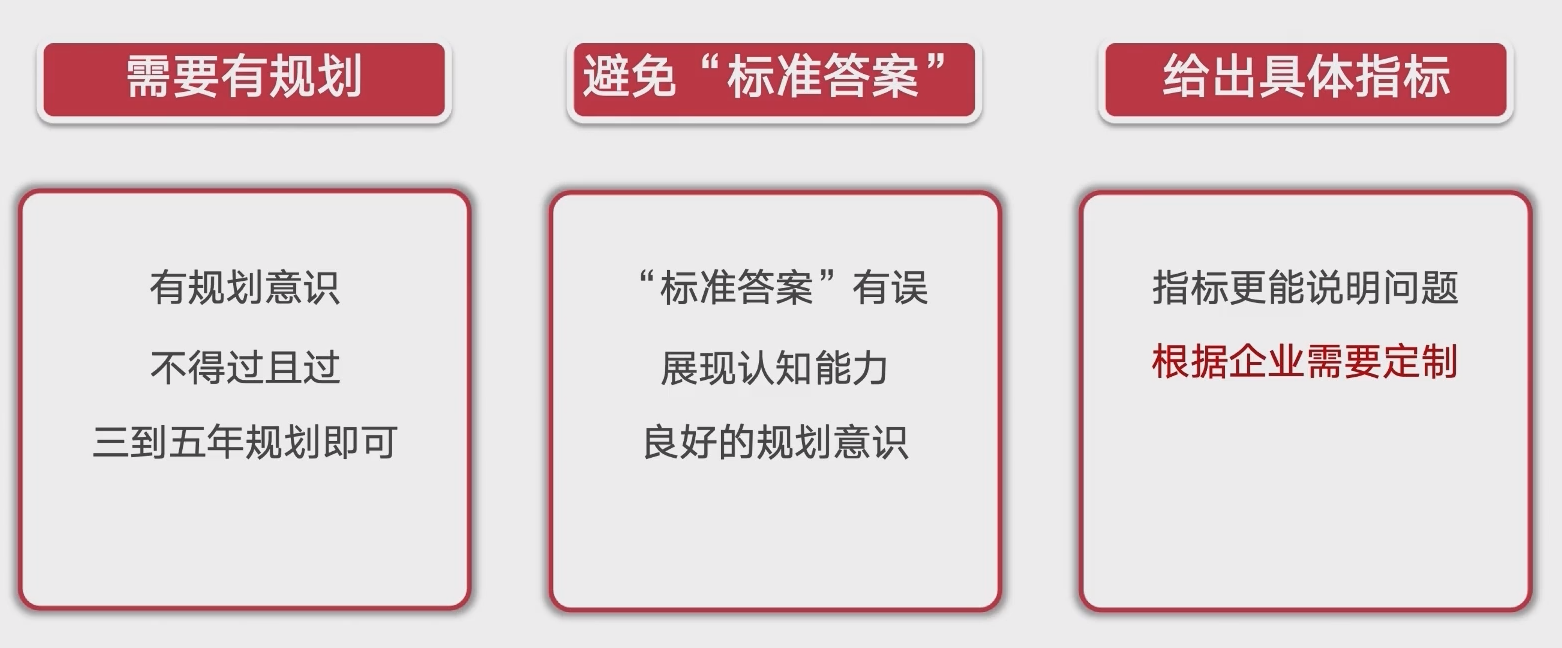 需要有规划
有规划意识
不得过且过
三到五年规划即可
避免“标准答案”
“标准答案”有误
展现认知能力
良好的规划意识
给出具体指标
指标更能说明问题
根据企业需要定制